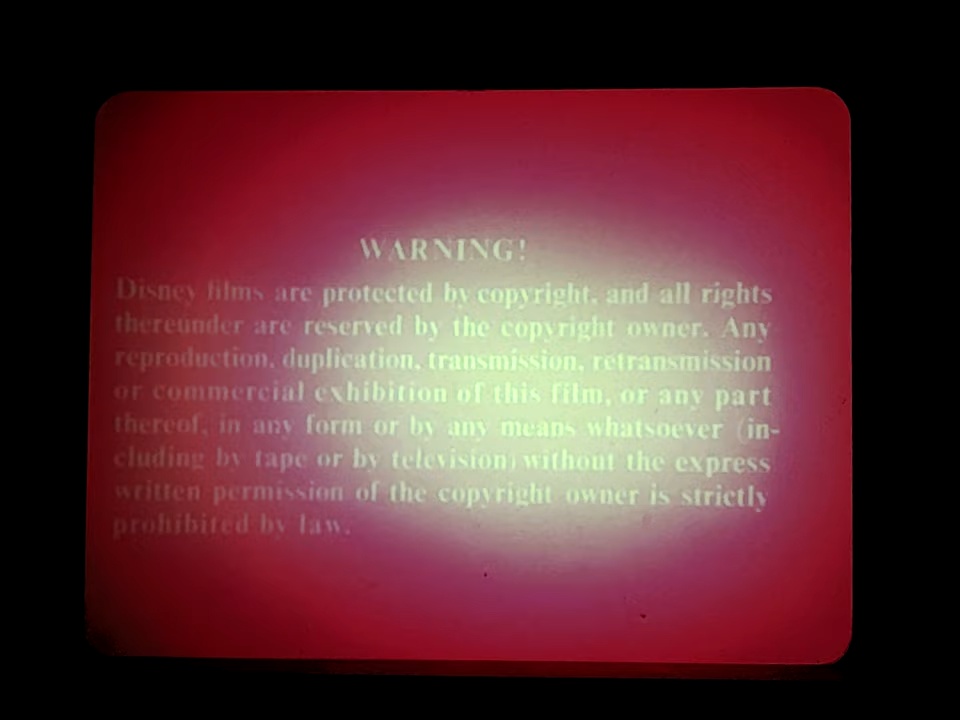 WARNING!
Disney films are protected by copyright, and all rights
thereunder are reserved by the copyright owner. Any
reproduction, duplication, transmission, retransmission
or commercial exhibition of this film, or any part
thereof, in any form or by any means whatsoever (in-
cluding by tape or by television) without the express
written permission of the copyright owner is strictly
prohibited by law.